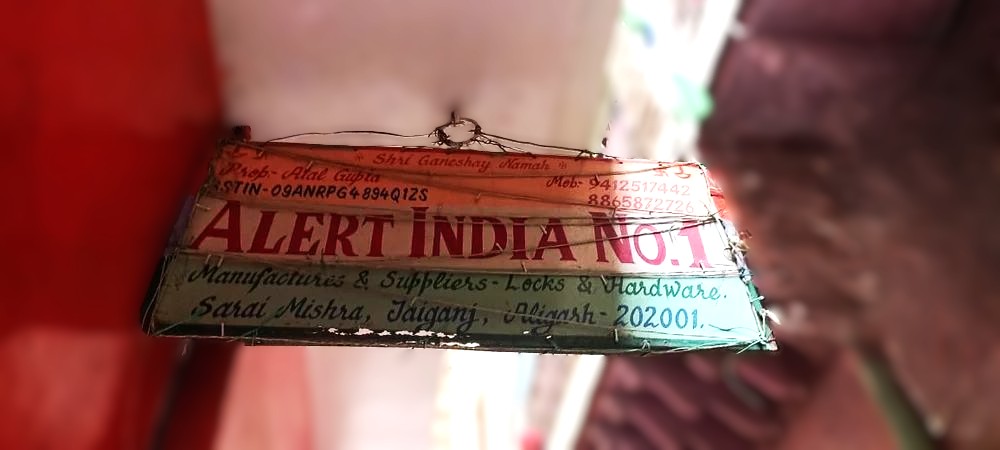 * Shri Ganeshay Namah *
Prop:- Atal Gupta
Mob:- 9412517442
GSTIN-09ANRPG4894Q1ZS
8865872726
ALERT INDIA NO.1
Manufactures & Suppliers-Locks & Hardware.
Sarai Mishra, Jaiganj, Aligarh-202001.